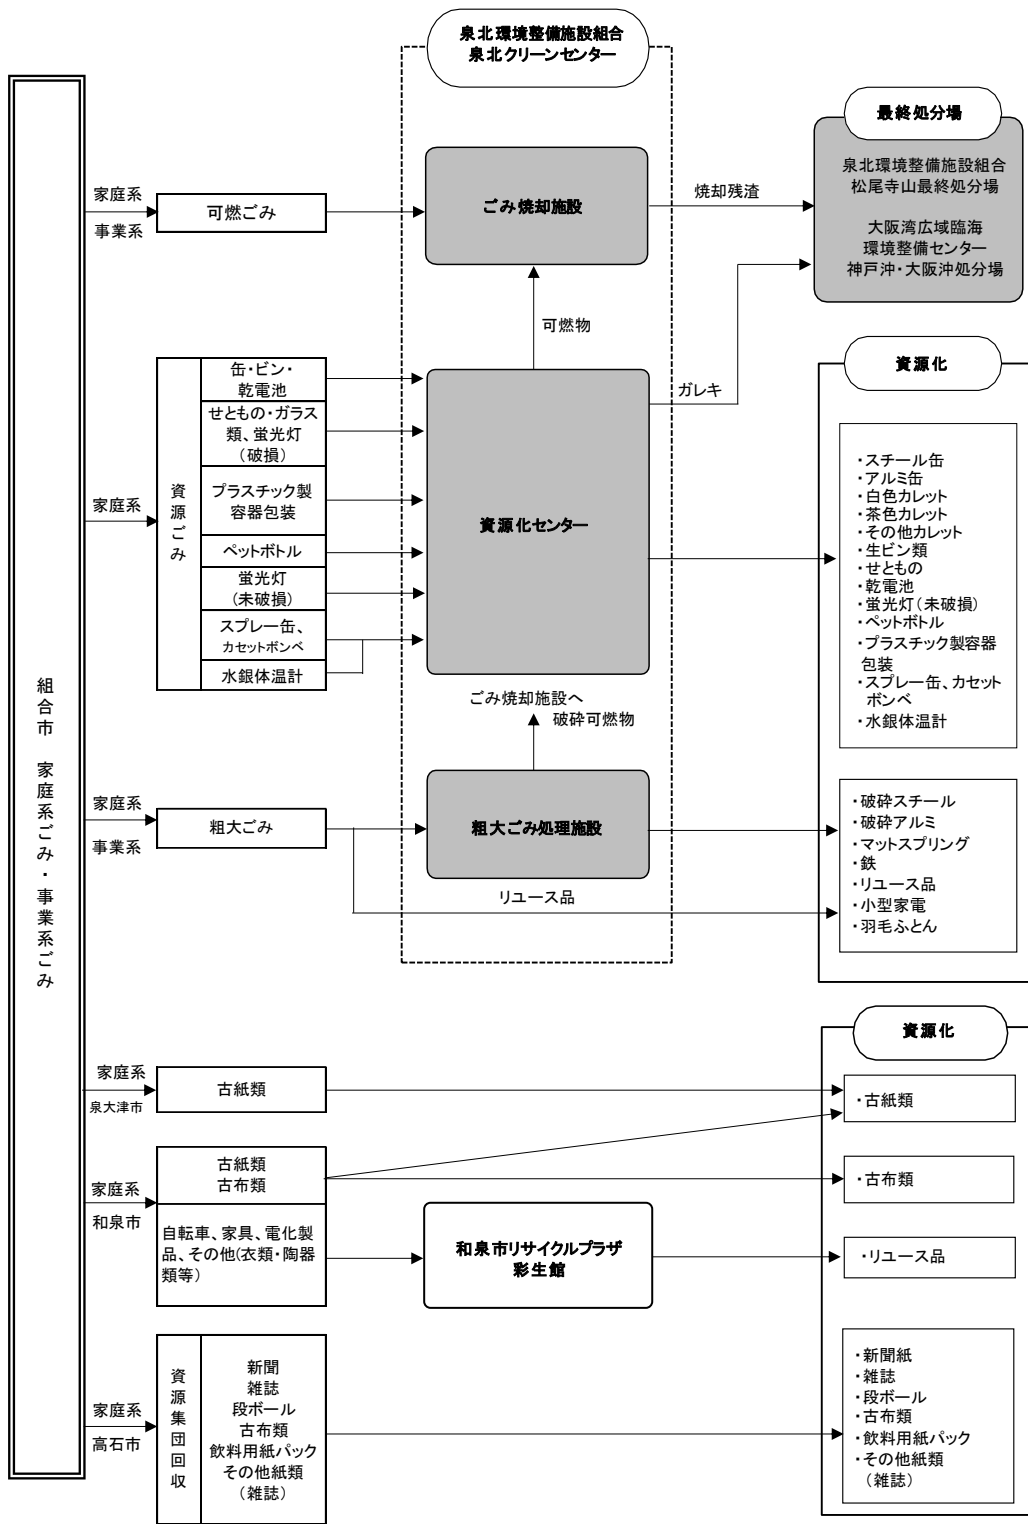 泉北環境整備施設組合
泉北クリーンセンター
最終処分場
泉北環境整備施設組合
松尾寺山最終処分場
大阪湾広域臨海
環境整備センター
神戸沖・大阪沖処分場
家庭系
事業系
可燃ごみ
ごみ焼却施設
焼却残渣
可燃物
資源化
ガレキ
家庭系
資源ごみ
缶・ビン・
乾電池
せともの・ガラス
類、蛍光灯
(破損)
プラスチック製
容器包装
ペットボトル
蛍光灯
(未破損)
スプレー缶、
カセットボンベ
水銀体温計
資源化センター
・スチール缶
・アルミ缶
・白色カレット
・茶色カレット
・その他カレット
・生ビン類
・せともの
・乾電池
・蛍光灯(未破損)
・ペットボトル
・プラスチック製容器
包装
・スプレー缶、カセット
ボンベ
・水銀体温計
ごみ焼却施設へ
破砕可燃物
組合市 家庭系ごみ・事業系ごみ
家庭系
事業系
粗大ごみ
粗大ごみ処理施設
リユース品
・破砕スチール
・破砕アルミ
・マットスプリング
・鉄
・リユース品
・小型家電
・羽毛ふとん
資源化
家庭系
泉大津市
古紙類
・古紙類
家庭系
和泉市
古紙類
古布類
・古布類
自転車、家具、電化製
品、その他(衣類・陶器
類等)
和泉市リサイクルプラザ
彩生館
・リユース品
家庭系
高石市
資源集団回収
新聞
雑誌
段ボール
古布類
飲料用紙パック
その他紙類
(雑誌)
・新聞紙
・雑誌
・段ボール
・古布類
・飲料用紙パック
・その他紙類
(雑誌)